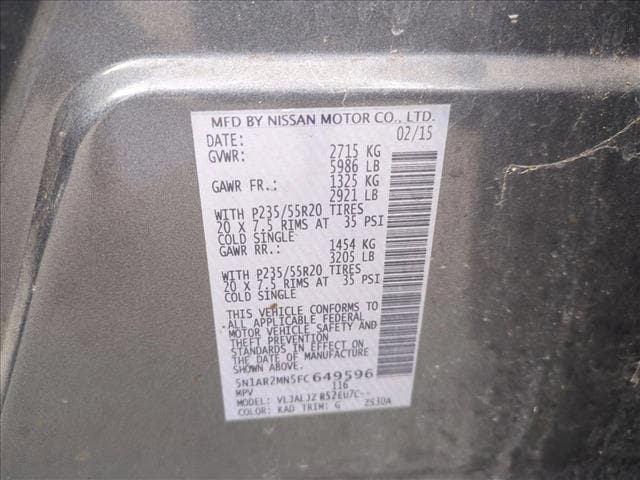 MFD BY NISSAN MOTOR CO., LTD.
DATE: 02/15
GVWR: 2715 KG
5986 LB
GAWR FR.: 1325 KG
2921 LB
WITH P235/55R20 TIRES
20 X 7.5 RIMS AT 35 PSI
COLD SINGLE
GAWR RR.: 1454 KG
3205 LB
WITH P235/55R20 TIRES
20 X 7.5 RIMS AT 35 PSI
COLD SINGLE
THIS VEHICLE CONFORMS TO
ALL APPLICABLE FEDERAL
MOTOR VEHICLE SAFETY AND
THEFT PREVENTION
STANDARDS IN EFFECT ON
THE DATE OF MANUFACTURE
SHOWN ABOVE.
5N1AR2MN5FC649596
MPV 116
MODEL: VLJALJZ R52EU7C--
COLOR: KAD TRIM: G 2S30A